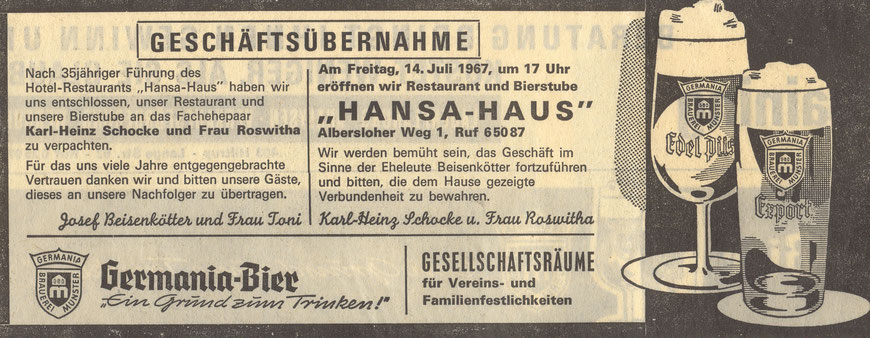 GESCHÄFTSÜBERNAHME
Nach 35jähriger Führung des
Hotel-Restaurants „Hansa-Haus" haben wir
uns entschlossen, unser Restaurant und
unsere Bierstube an das Fachehepaar
Karl-Heinz Schocke und Frau Roswitha
zu verpachten.
Für das uns viele Jahre entgegengebrachte
Vertrauen danken wir und bitten unsere Gäste,
dieses an unsere Nachfolger zu übertragen.
Josef Beisenkötter und Frau Toni
Am Freitag, 14. Juli 1967, um 17 Uhr
eröffnen wir Restaurant und Bierstube
„HANSA-HAUS"
Albersloher Weg 1, Ruf 65087
Wir werden bemüht sein, das Geschäft im
Sinne der Eheleute Beisenkötter fortzuführen
und bitten, die dem Hause gezeigte
Verbundenheit zu bewahren.
Karl-Heinz Schocke u. Frau Roswitha
GERMANIA
BRAUEREI MÜNSTER
Germania-Bier
„Ein Grund zum Trinken!"
GESELLSCHAFTSRÄUME
für Vereins- und
Familienfestlichkeiten
GERMANIA
BRAUEREI MÜNSTER
Edel Pils
GERMANIA
BRAUEREI MÜNSTER
Export